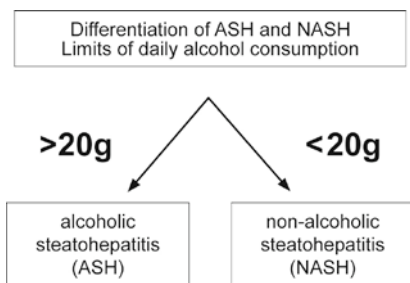 Differentiation of ASH and NASH
Limits of daily alcohol consumption
>20g
<20g
alcoholic
steatohepatitis
(ASH)
non-alcoholic
steatohepatitis
(NASH)